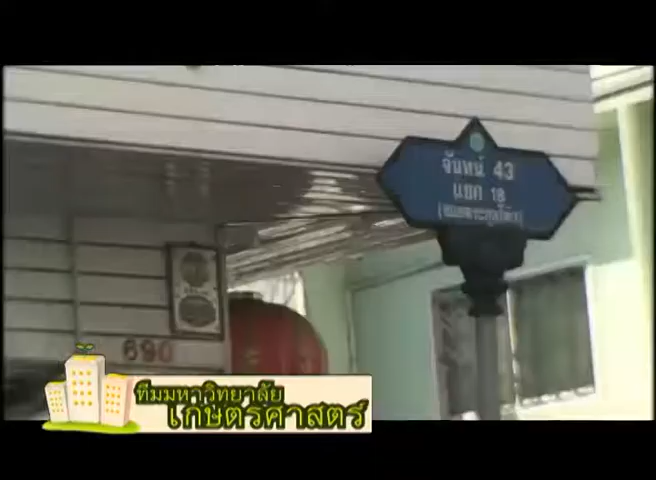 จันทน์ 43
แยก 18
690
ทีมมหาวิทยาลัย
เกษตรศาสตร์